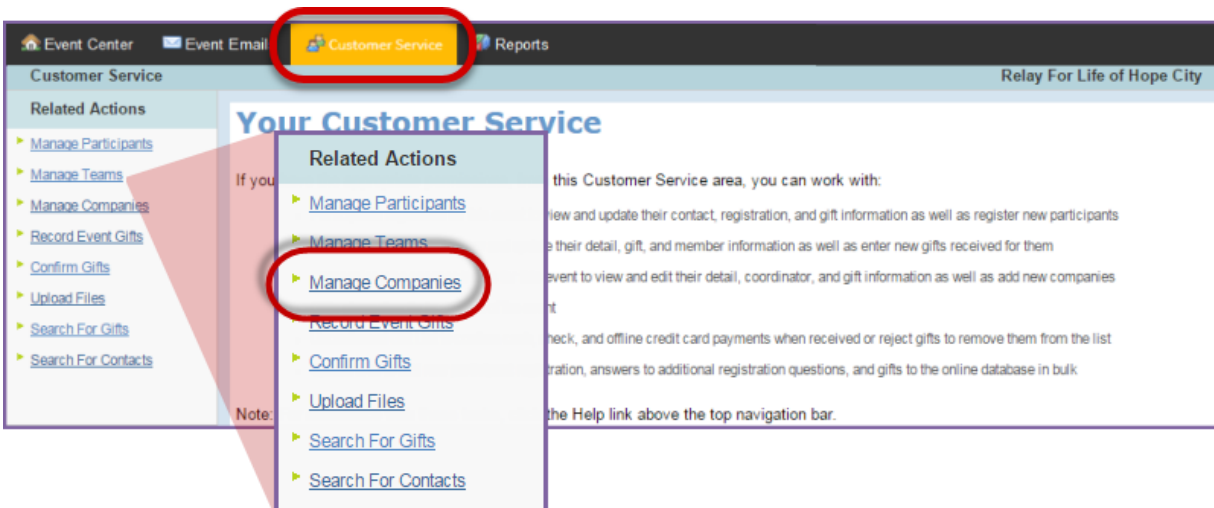 Event Center Event Email Customer Service Reports
Customer Service Relay For Life of Hope City
Related Actions
Manage Participants
Manage Teams
Manage Companies
Record Event Gifts
Confirm Gifts
Upload Files
Search For Gifts
Search For Contacts
Your Customer Service
If you this Customer Service area, you can work with:
view and update their contact, registration, and gift information as well as register new participants
their detail, gift, and member information as well as enter new gifts received for them
event to view and edit their detail, coordinator, and gift information as well as add new companies
check, and offline credit card payments when received or reject gifts to remove them from the list
answers to additional registration questions, and gifts to the online database in bulk
Note: the Help link above the top navigation bar.
Related Actions
Manage Participants
Manage Teams
Manage Companies
Record Event Gifts
Confirm Gifts
Upload Files
Search For Gifts
Search For Contacts